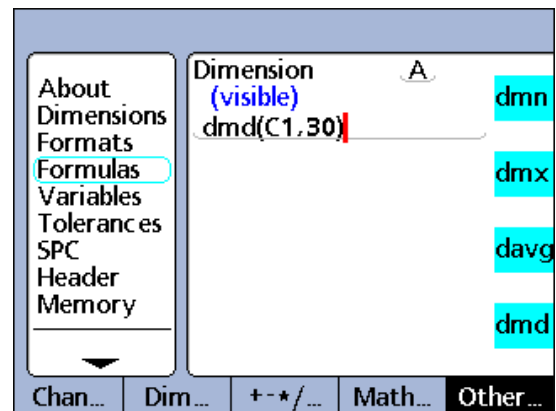 About
Dimensions
Formats
Formulas
Variables
Tolerances
SPC
Header
Memory
Dimension A
(visible)
dmd(C1,30)
dmn
dmx
davg
dmd
Chan... Dim... +-*/... Math... Other...